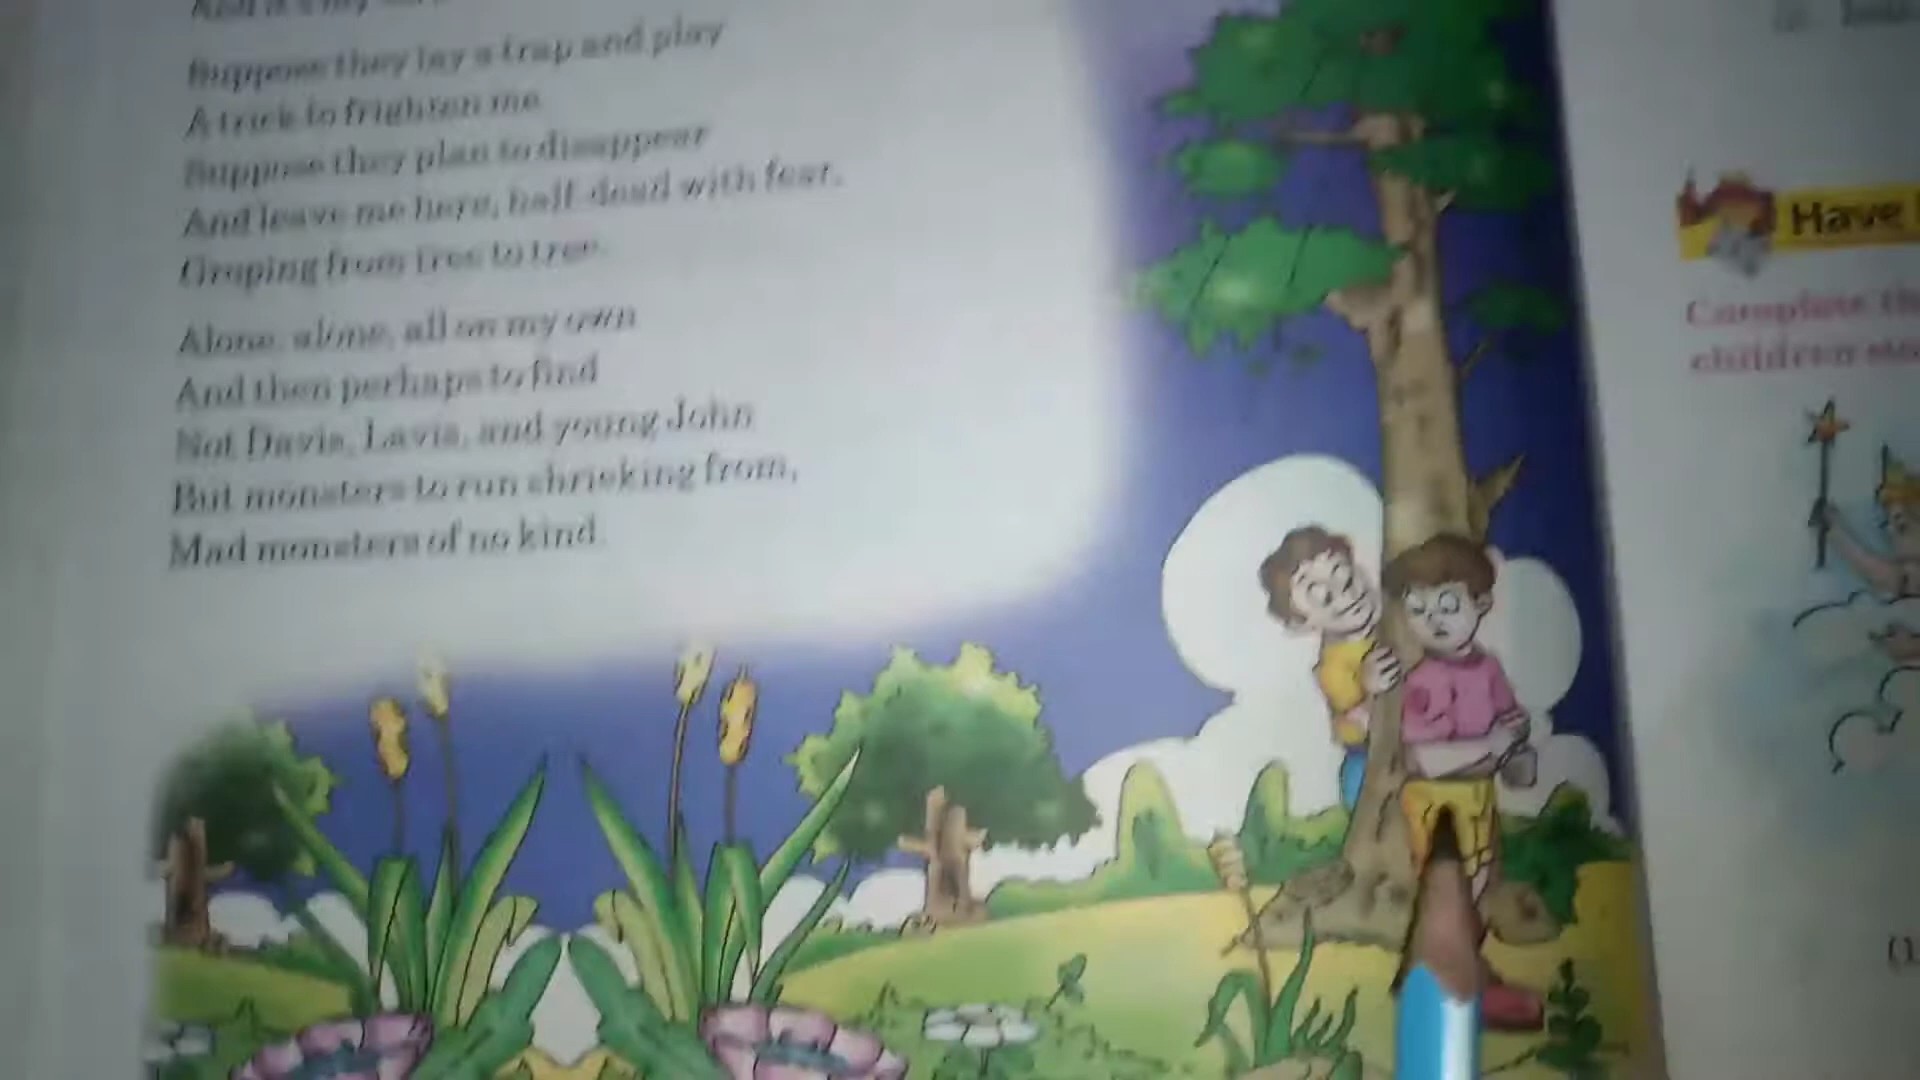 Suppose they lay a trap and play
A trick to frighten me
Suppose they plan to disappear
And leave me here, half-dead with fear,
Groping from tree to tree.
Alone, alone, all on my own
And then perhaps to find
Not Davis, Lavis, and young John
But monsters to run shrieking from,
Mad monsters of no kind.
Have
Complete
children
(1